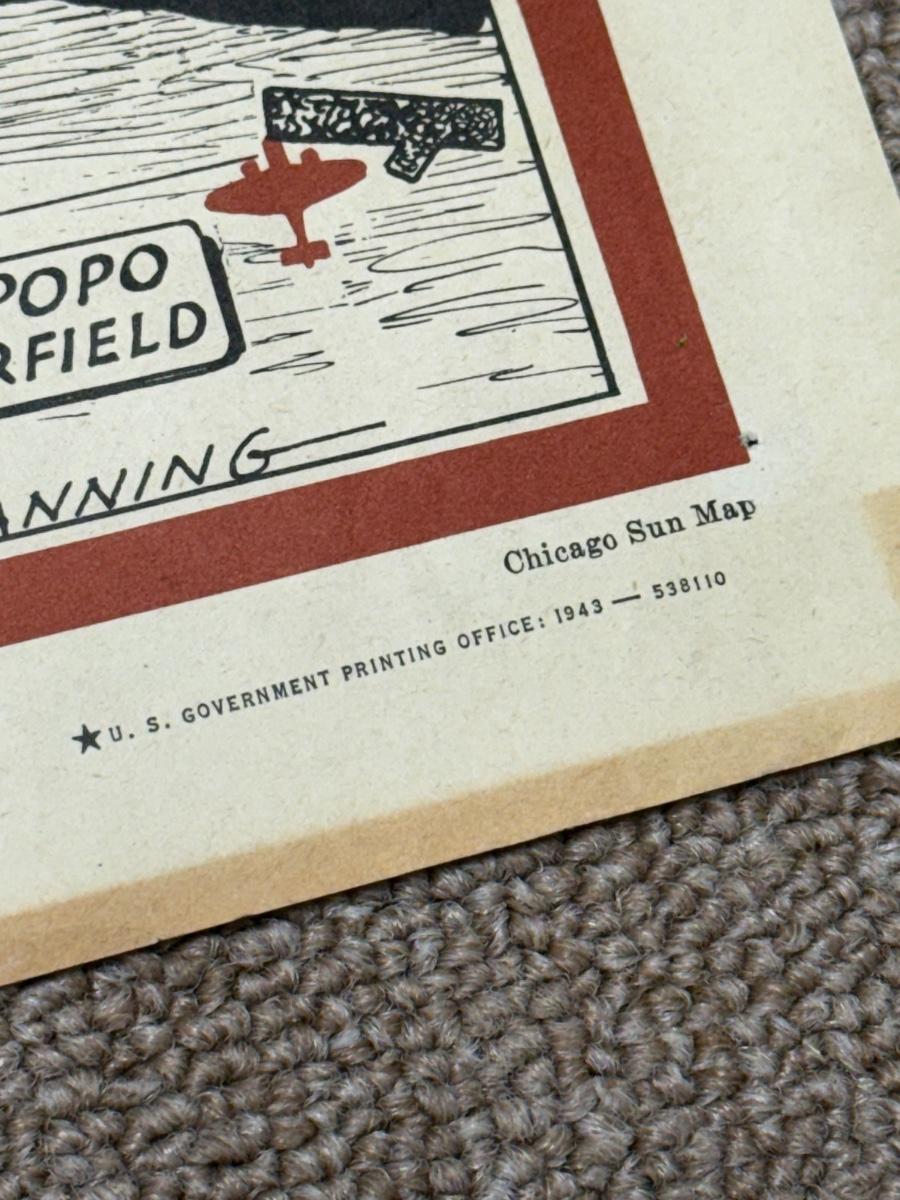 POPO
RFIELD
ANNING
Chicago Sun Map
★ U. S. GOVERNMENT PRINTING OFFICE: 1943 — 538110